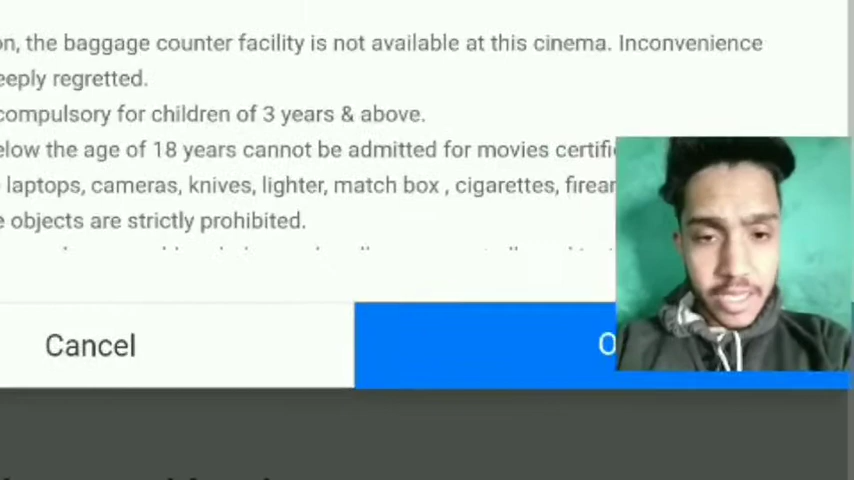 on, the baggage counter facility is not available at this cinema. Inconvenience
eeply regretted.
compulsory for children of 3 years & above.
elow the age of 18 years cannot be admitted for movies certifi
laptops, cameras, knives, lighter, match box , cigarettes, firear
e objects are strictly prohibited.
Cancel
O